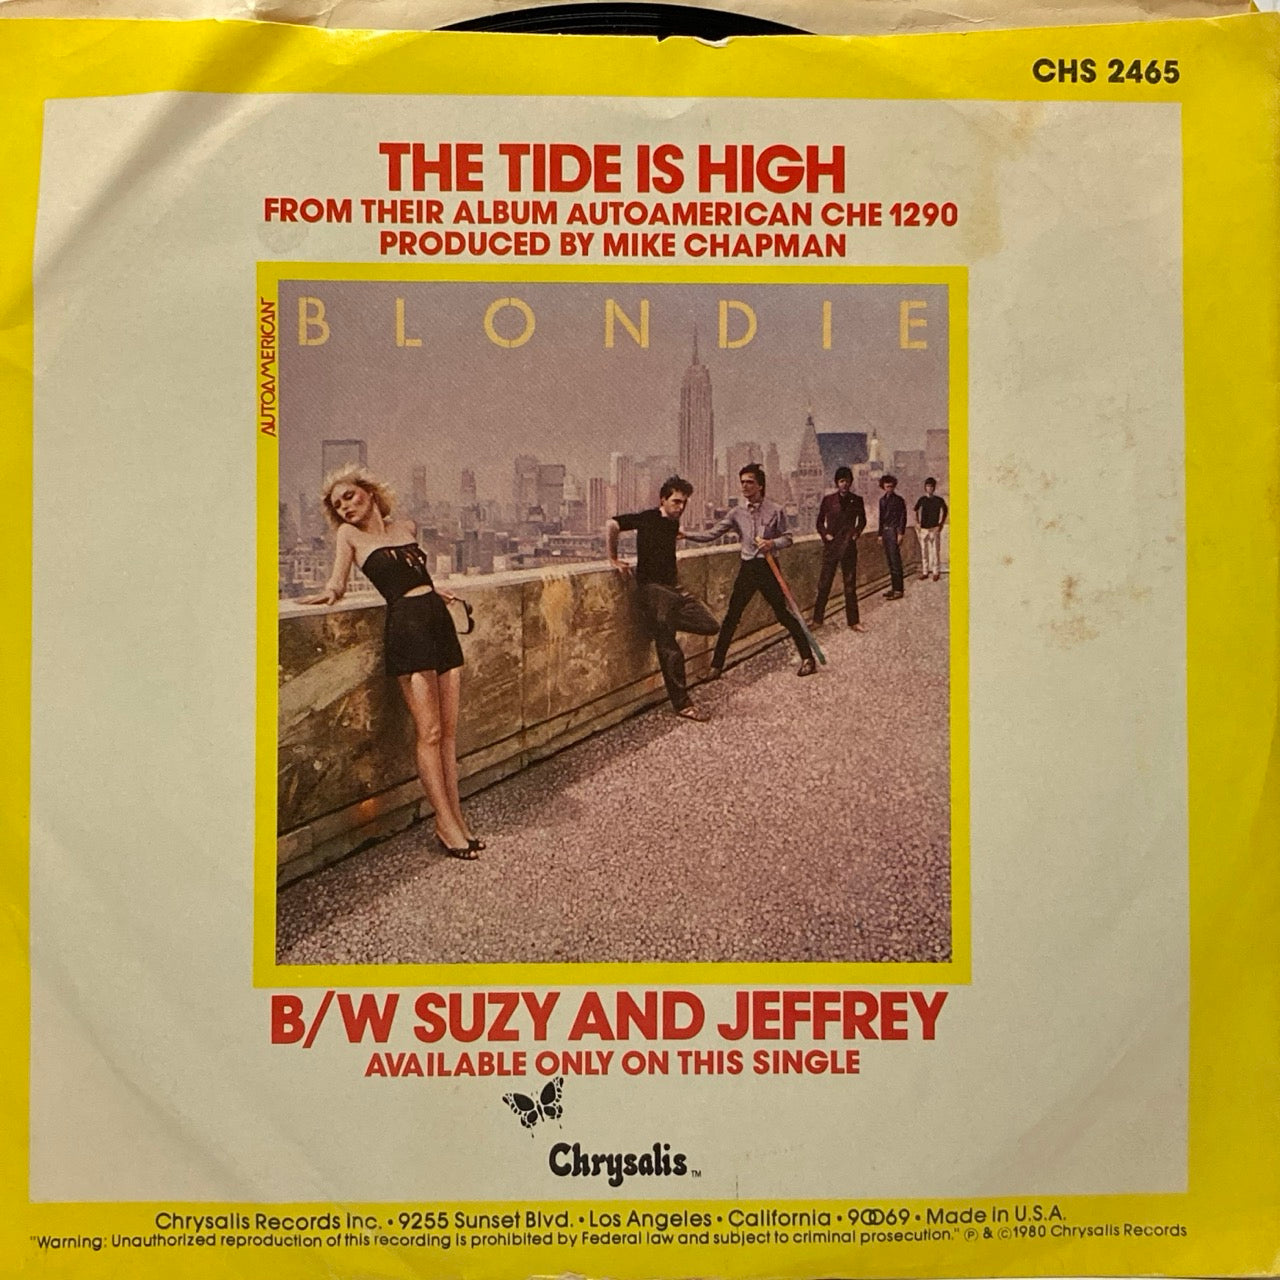 CHS 2465
THE TIDE IS HIGH
FROM THEIR ALBUM AUTOAMERICAN CHE 1290
PRODUCED BY MIKE CHAPMAN
AUTOAMERICAN
BLONDIE
B/W SUZY AND JEFFREY
AVAILABLE ONLY ON THIS SINGLE
Chrysalis TM
Chrysalis Records Inc. • 9255 Sunset Blvd. • Los Angeles • California • 90069 • Made in U.S.A.
"Warning: Unauthorized reproduction of this recording is prohibited by Federal law and subject to criminal prosecution." ℗ & ©1980 Chrysalis Records